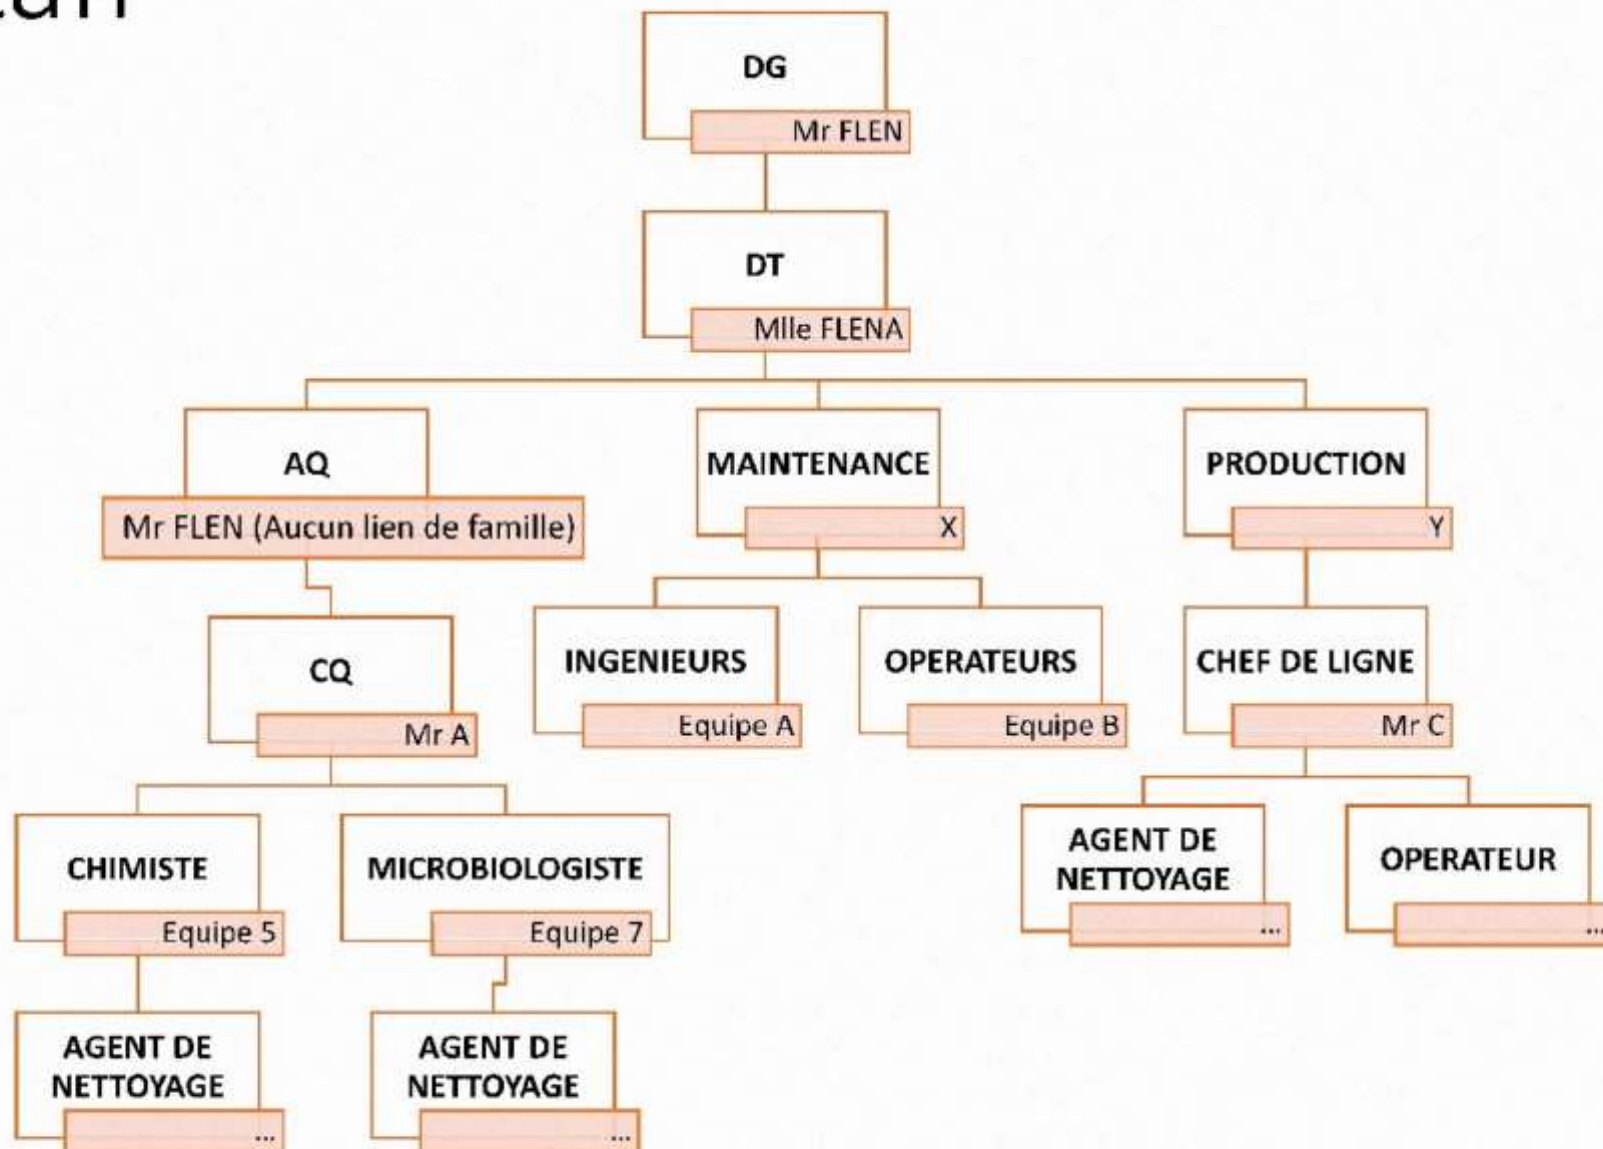 DG
Mr FLEN
DT
Mlle FLENA
AQ
Mr FLEN (Aucun lien de famille)
MAINTENANCE
X
PRODUCTION
Y
CQ
Mr A
INGENIEURS
Equipe A
OPERATEURS
Equipe B
CHEF DE LIGNE
Mr C
CHIMISTE
Equipe 5
MICROBIOLOGISTE
Equipe 7
AGENT DE
NETTOYAGE
...
OPERATEUR
...
AGENT DE
NETTOYAGE
...
AGENT DE
NETTOYAGE
...